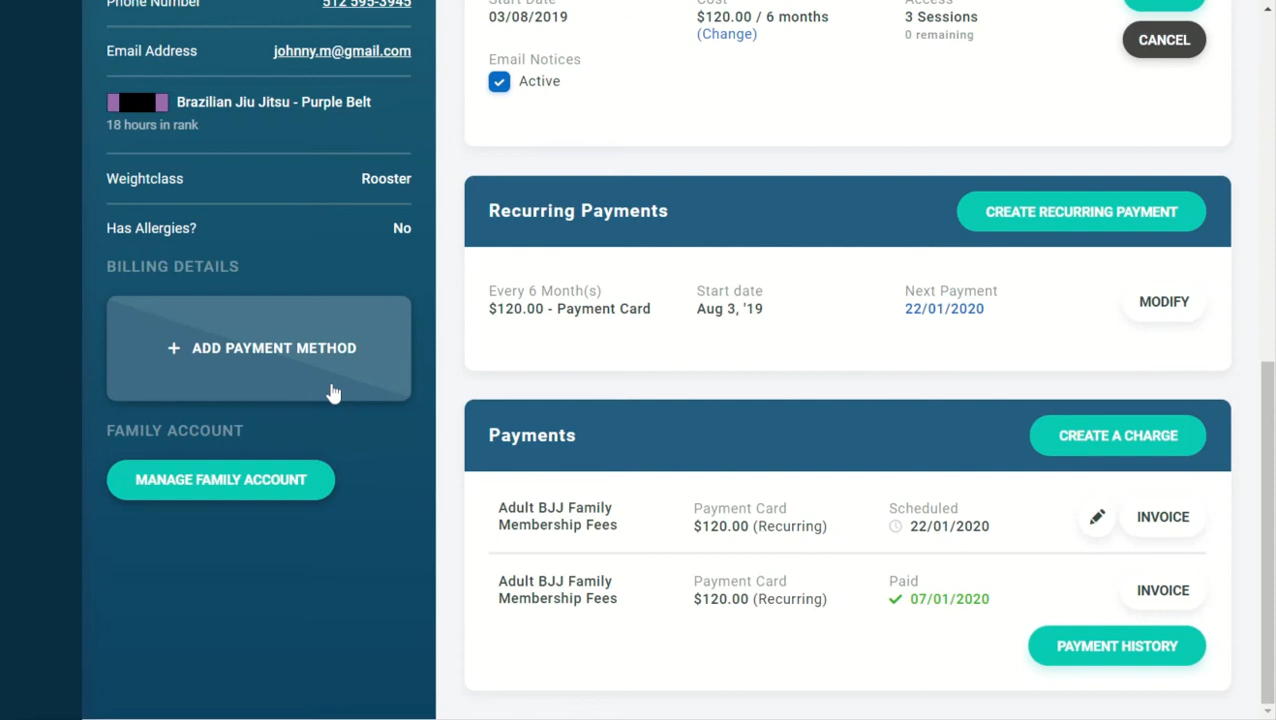 Phone Number 512 595-3945
Email Address johnny.m@gmail.com
Brazilian Jiu Jitsu - Purple Belt
18 hours in rank
Weightclass Rooster
Has Allergies? No
BILLING DETAILS
+ ADD PAYMENT METHOD
FAMILY ACCOUNT
MANAGE FAMILY ACCOUNT
Start Date Cost Access
03/08/2019 $120.00 / 6 months 3 Sessions
(Change) 0 remaining
CANCEL
Email Notices
Active
Recurring Payments CREATE RECURRING PAYMENT
Every 6 Month(s) Start date Next Payment
$120.00 - Payment Card Aug 3, '19 22/01/2020
MODIFY
Payments CREATE A CHARGE
Adult BJJ Family Payment Card Scheduled
Membership Fees $120.00 (Recurring) 22/01/2020
INVOICE
Adult BJJ Family Payment Card Paid
Membership Fees $120.00 (Recurring) 07/01/2020
INVOICE
PAYMENT HISTORY